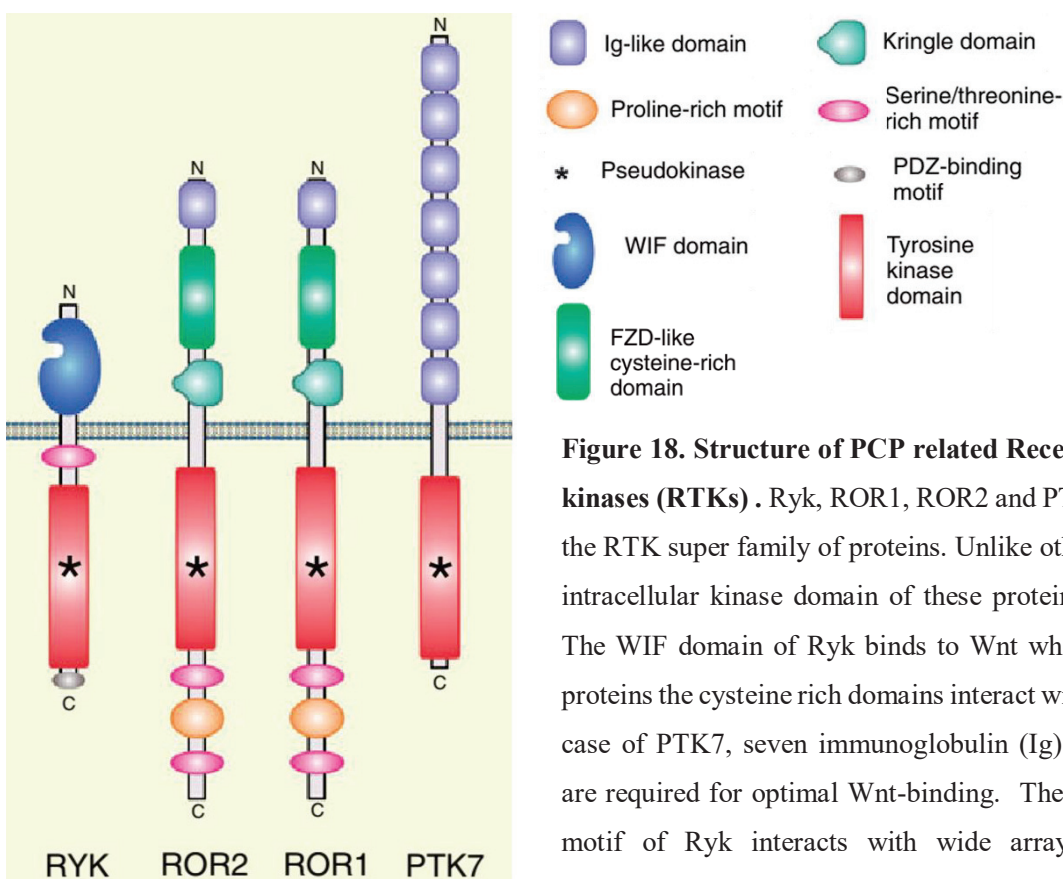 N
N
N
N
C
C
C
C
RYK ROR2 ROR1 PTK7
Ig-like domain
Kringle domain
Proline-rich motif
Serine/threonine-
rich motif
* Pseudokinase
PDZ-binding
motif
WIF domain
Tyrosine
kinase
domain
FZD-like
cysteine-rich
domain
Figure 18. Structure of PCP related Rece
kinases (RTKs) . Ryk, ROR1, ROR2 and PT
the RTK super family of proteins. Unlike ot
intracellular kinase domain of these protein
The WIF domain of Ryk binds to Wnt wh
proteins the cysteine rich domains interact wi
case of PTK7, seven immunoglobulin (Ig)
are required for optimal Wnt-binding. The
motif of Ryk interacts with wide array